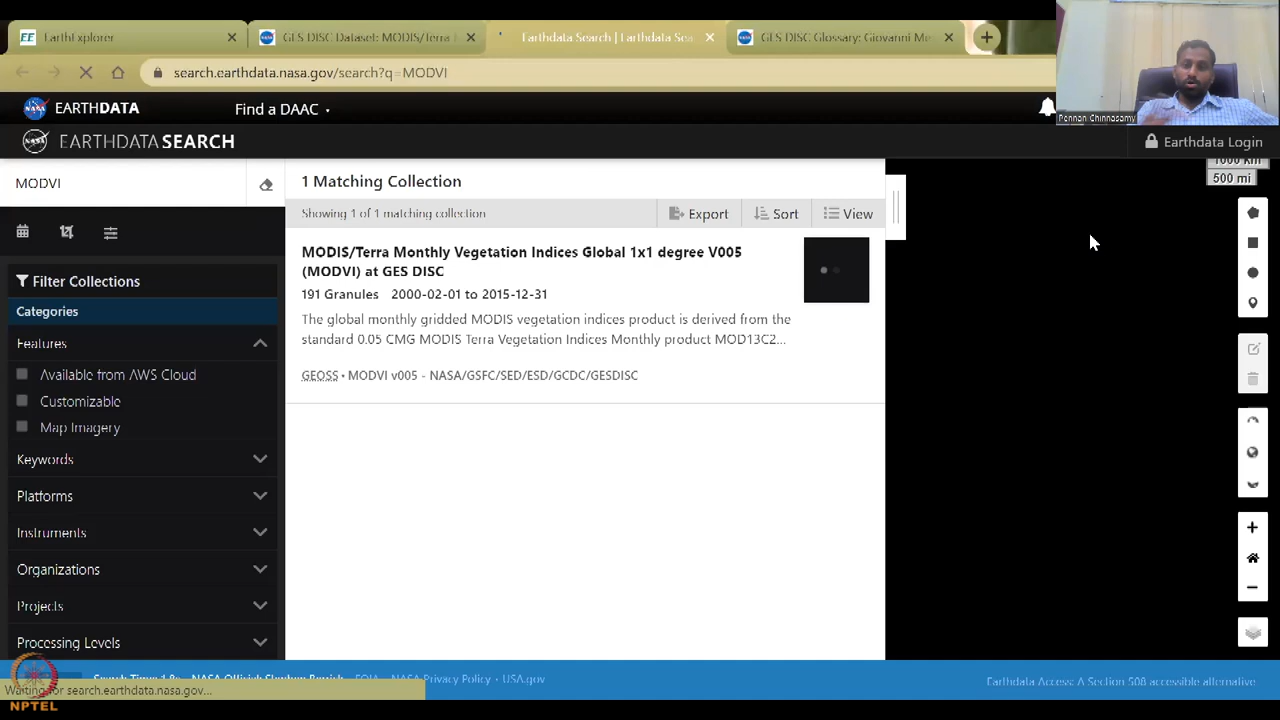 EarthExplorer
GES DISC Dataset: MODIS/Terra
Earthdata Search | Earthdata Sea
GES DISC Glossary: Giovanni Me
search.earthdata.nasa.gov/search?q=MODVI
Pennan Chinnasamy
EARTHDATA
Find a DAAC
EARTHDATA SEARCH
Earthdata Login
MODVI
1 Matching Collection
1000 km
500 mi
Showing 1 of 1 matching collection
Export
Sort
View
MODIS/Terra Monthly Vegetation Indices Global 1x1 degree V005
(MODVI) at GES DISC
191 Granules 2000-02-01 to 2015-12-31
The global monthly gridded MODIS vegetation indices product is derived from the
standard 0.05 CMG MODIS Terra Vegetation Indices Monthly product MOD13C2...
GEOSS • MODVI v005 - NASA/GSFC/SED/ESD/GCDC/GESDISC
Filter Collections
Categories
Features
Available from AWS Cloud
Customizable
Map Imagery
Keywords
Platforms
Instruments
Organizations
Projects
Processing Levels
NASA Privacy Policy • USA.gov
Earthdata Access: A Section 508 accessible alternative
Waiting for search.earthdata.nasa.gov...
NPTEL